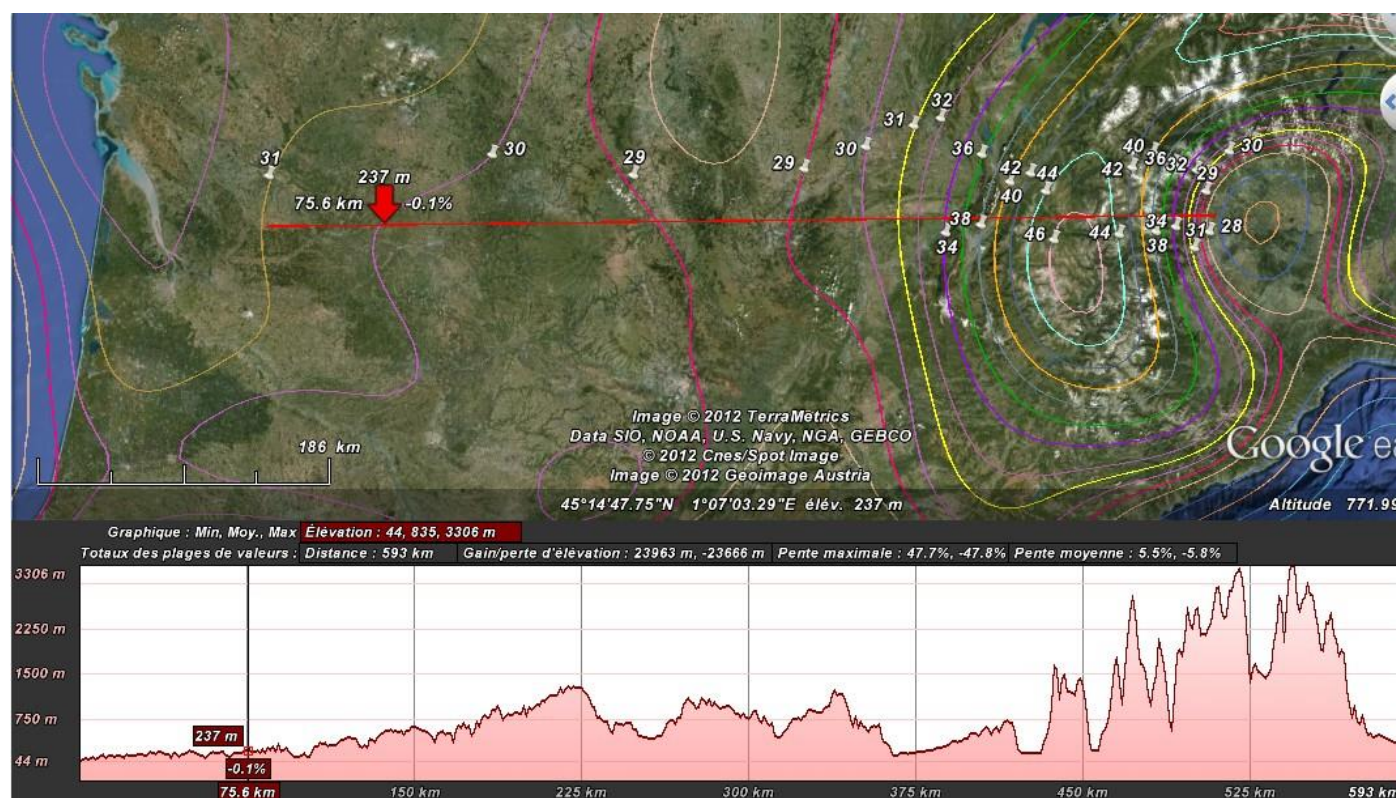 32
31
30
40
30
31
30
29
29
36
42
44
42
36
32
29
237 m
40
75.6 km -0.1%
38
34
28
46
44
31
34
38
Image © 2012 TerraMetrics
Data SIO, NOAA, U.S. Navy, NGA, GEBCO
© 2012 Cnes/Spot Image
Image © 2012 Geoimage Austria
186 km
Google ea
45°14'47.75"N 1°07'03.29"E élév. 237 m
Altitude 771.99
Graphique : Min, Moy., Max Élévation : 44, 835, 3306 m
Totaux des plages de valeurs : Distance : 593 km Gain/perte d'élévation : 23963 m, -23666 m Pente maximale : 47.7%, -47.8% Pente moyenne : 5.5%, -5.8%
3306 m
2250 m
1500 m
750 m
237 m
44 m
-0.1%
75.6 km 150 km 225 km 300 km 375 km 450 km 525 km 593 km